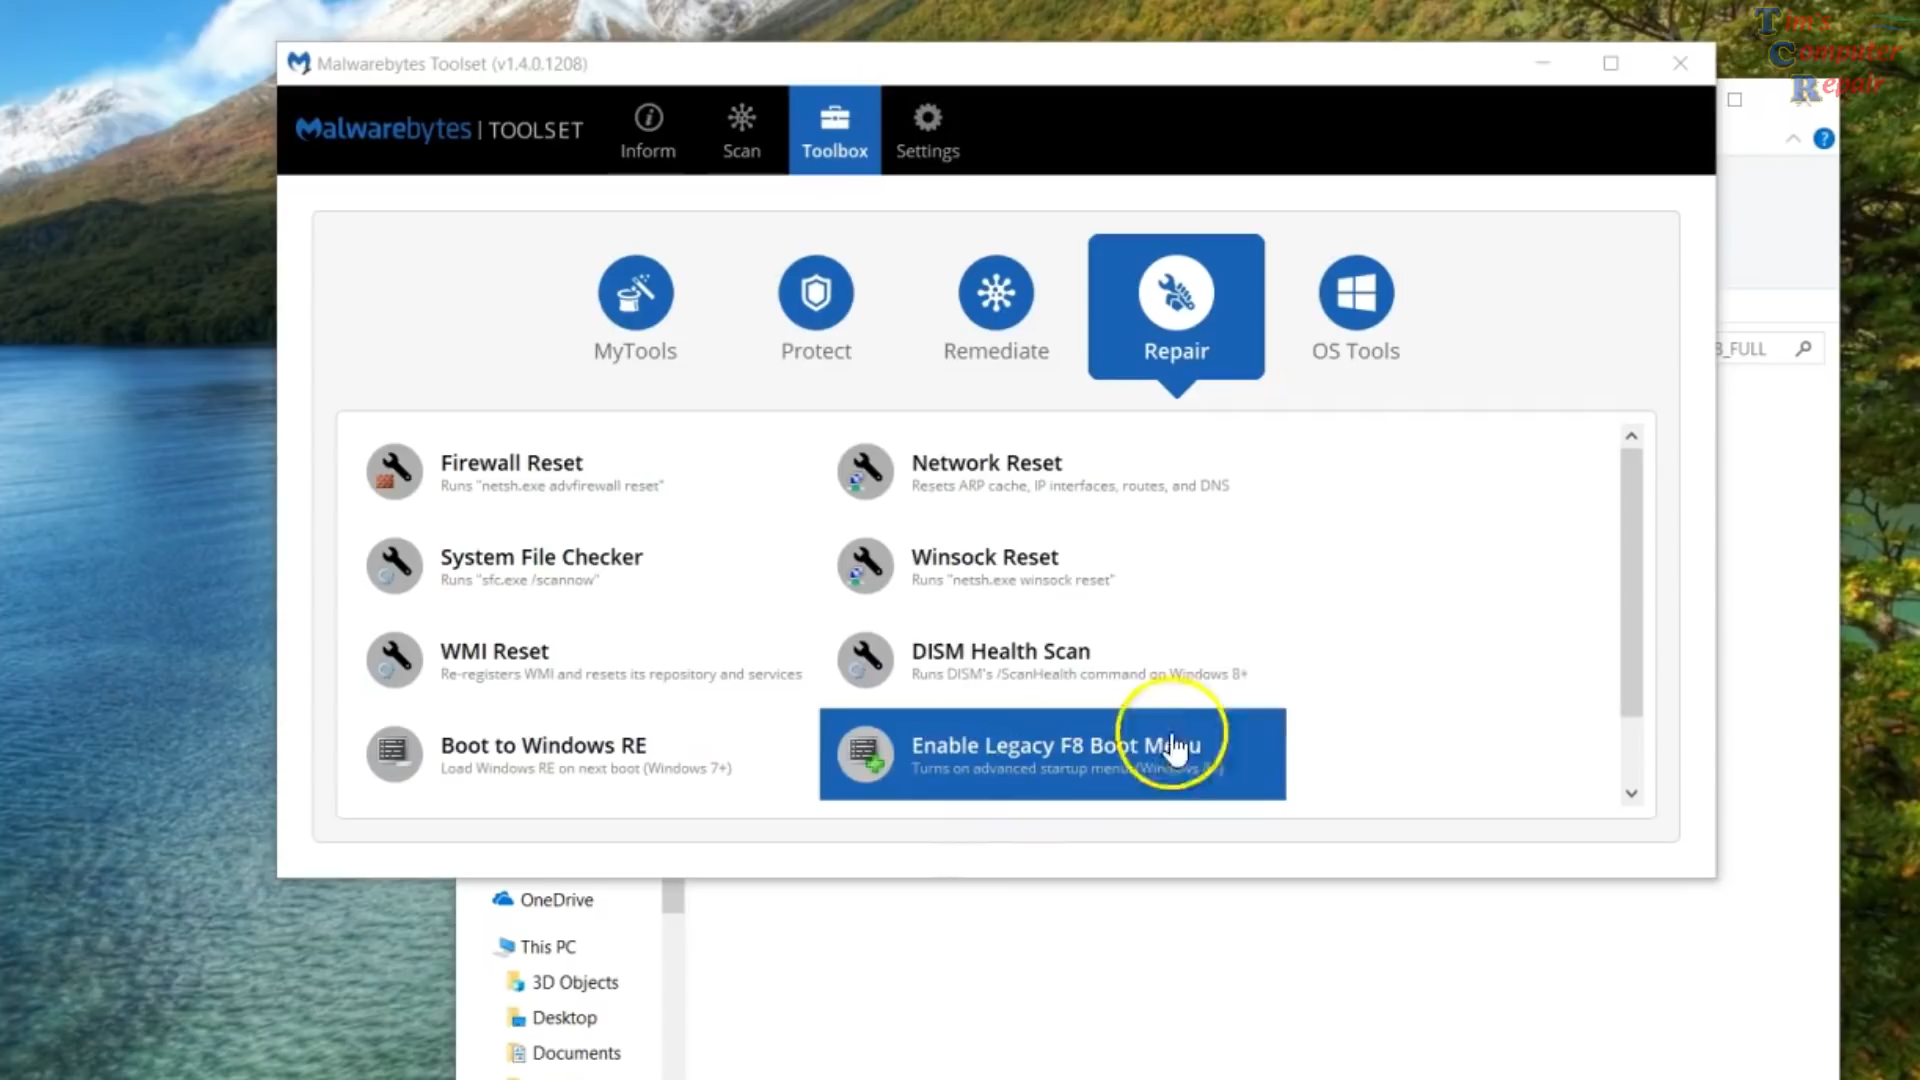 Tim's
Computer
Repair
Malwarebytes Toolset (v1.4.0.1208)
Malwarebytes | TOOLSET
Inform
Scan
Toolbox
Settings
MyTools
Protect
Remediate
Repair
OS Tools
_FULL
Firewall Reset
Runs "netsh.exe advfirewall reset"
Network Reset
Resets ARP cache, IP interfaces, routes, and DNS
System File Checker
Runs "sfc.exe /scannow"
Winsock Reset
Runs "netsh.exe winsock reset"
WMI Reset
Re-registers WMI and resets its repository and services
DISM Health Scan
Runs DISM's /ScanHealth command on Windows 8+
Boot to Windows RE
Load Windows RE on next boot (Windows 7+)
Enable Legacy F8 Boot Menu
Turns on advanced startup menu
OneDrive
This PC
3D Objects
Desktop
Documents